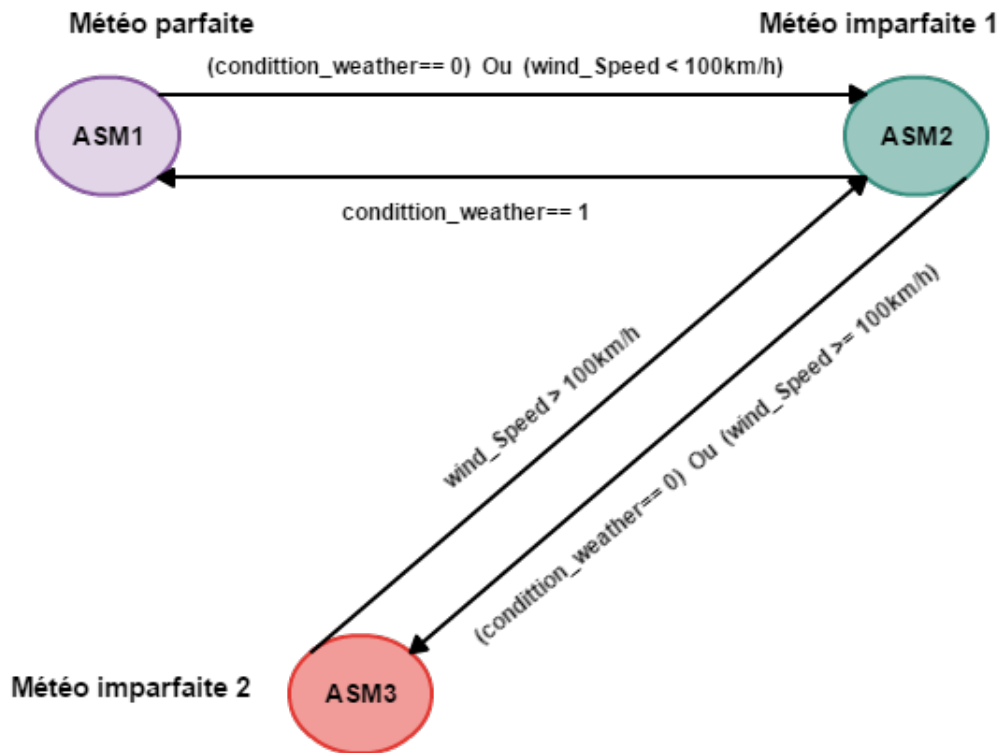 Météo parfaite
Météo imparfaite 1
(condittion_weather== 0) Ou (wind_Speed < 100km/h)
ASM1
ASM2
condittion_weather== 1
wind_Speed > 100km/h
(condittion_weather== 0) Ou (wind_Speed >= 100km/h)
Météo imparfaite 2
ASM3